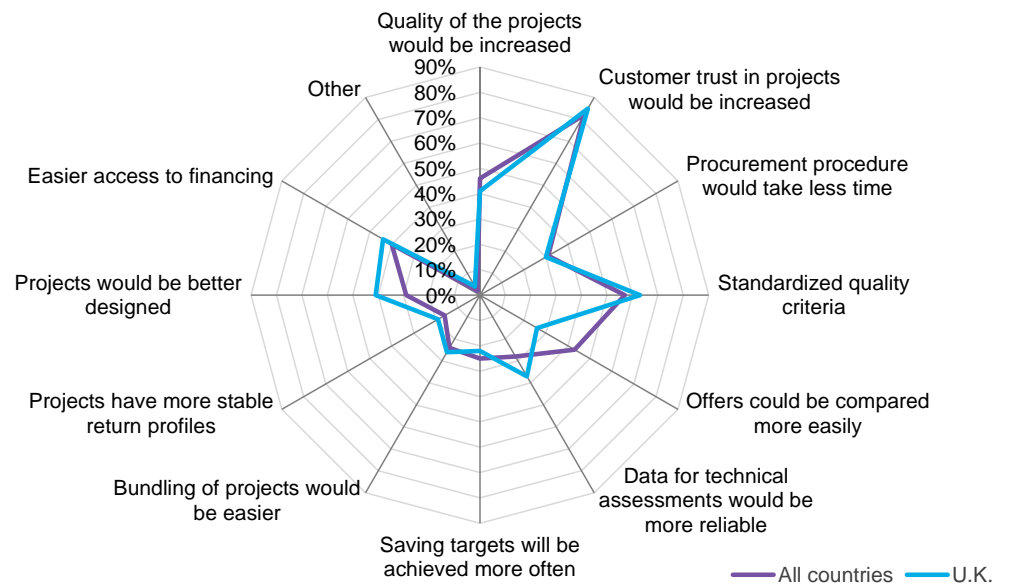 Quality of the projects
would be increased
90%
80%
70%
60%
50%
40%
30%
20%
10%
0%
Customer trust in projects
would be increased
Procurement procedure
would take less time
Standardized quality
criteria
Offers could be compared
more easily
Data for technical
assessments would be
more reliable
Saving targets will be
achieved more often
Bundling of projects would
be easier
Projects have more stable
return profiles
Projects would be better
designed
Easier access to financing
Other
All countries
U.K.